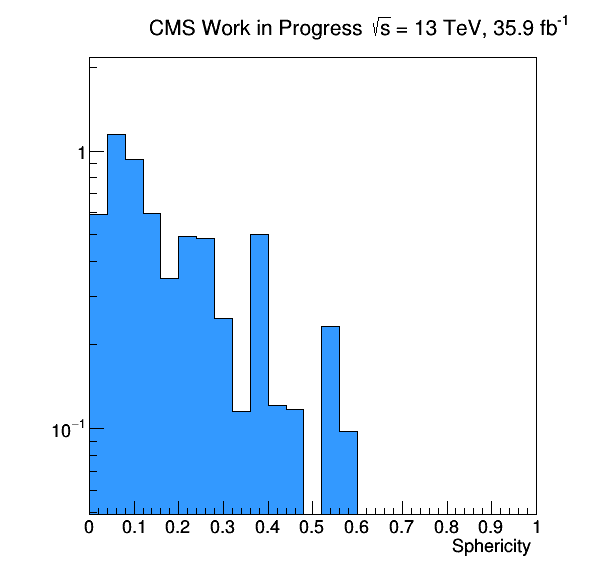 CMS Work in Progress √s = 13 TeV, 35.9 fb⁻¹
1
10⁻¹
0 0.1 0.2 0.3 0.4 0.5 0.6 0.7 0.8 0.9 1
Sphericity